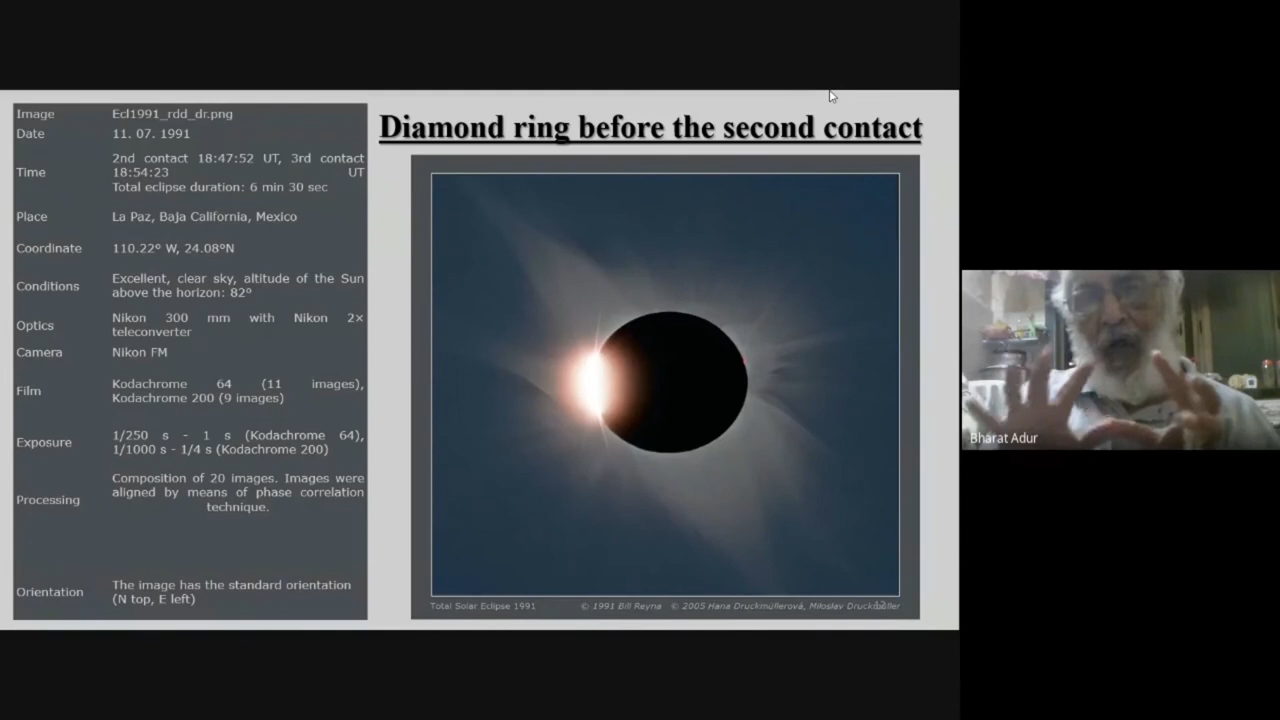 Diamond ring before the second contact
Image Ecl1991_rdd_dr.png
Date 11. 07. 1991
Time 2nd contact 18:47:52 UT, 3rd contact
18:54:23 UT
Total eclipse duration: 6 min 30 sec
Place La Paz, Baja California, Mexico
Coordinate 110.22º W, 24.08ºN
Conditions Excellent, clear sky, altitude of the Sun
above the horizon: 82º
Optics Nikon 300 mm with Nikon 2×
teleconverter
Camera Nikon FM
Film Kodachrome 64 (11 images),
Kodachrome 200 (9 images)
Exposure 1/250 s - 1 s (Kodachrome 64),
1/1000 s - 1/4 s (Kodachrome 200)
Processing Composition of 20 images. Images were
aligned by means of phase correlation
technique.
Orientation The image has the standard orientation
(N top, E left)
Total Solar Eclipse 1991 © 1991 Bill Reyna © 2005 Hana Druckmüllerová, Miloslav Druckmüller
Bharat Adur